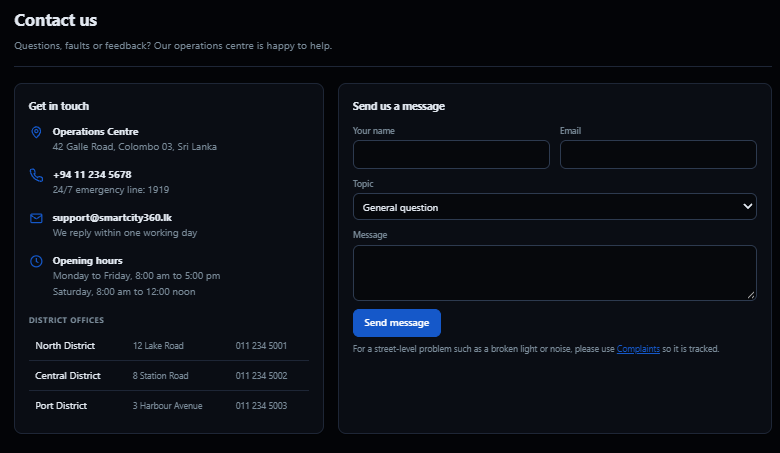 Contact us
Questions, faults or feedback? Our operations centre is happy to help.
Get in touch
Operations Centre
42 Galle Road, Colombo 03, Sri Lanka
+94 11 234 5678
24/7 emergency line: 1919
support@smartcity360.lk
We reply within one working day
Opening hours
Monday to Friday, 8:00 am to 5:00 pm
Saturday, 8:00 am to 12:00 noon
DISTRICT OFFICES
North District 12 Lake Road 011 234 5001
Central District 8 Station Road 011 234 5002
Port District 3 Harbour Avenue 011 234 5003
Send us a message
Your name Email
Topic
General question
Message
Send message
For a street-level problem such as a broken light or noise, please use Complaints so it is tracked.